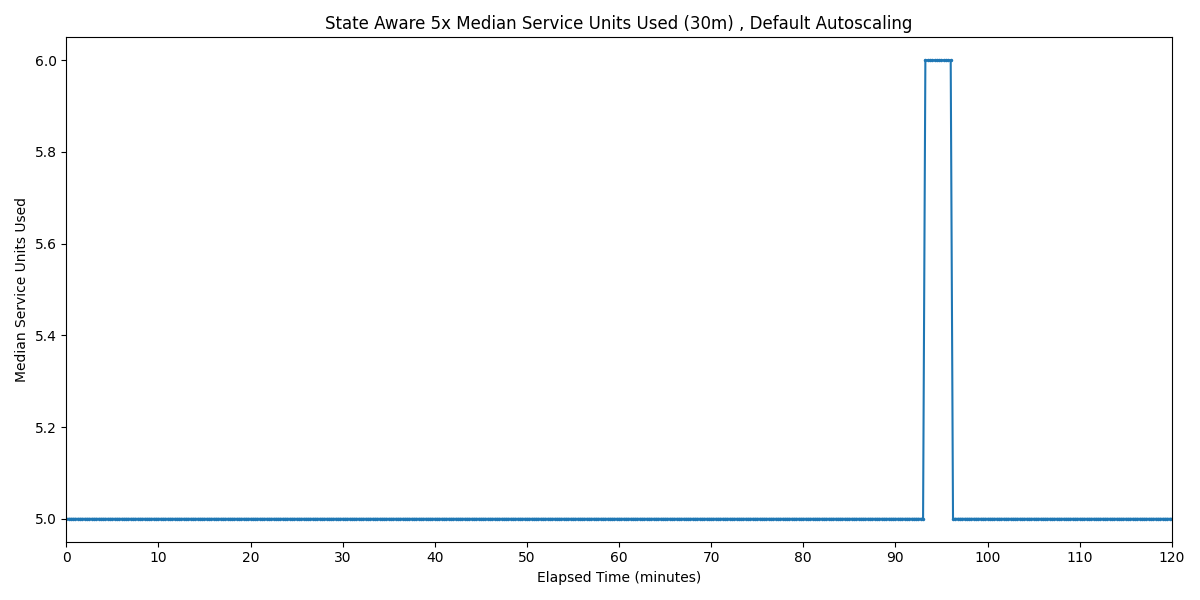 State Aware 5x Median Service Units Used (30m) , Default Autoscaling
Median Service Units Used
6.0
5.8
5.6
5.4
5.2
5.0
0 10 20 30 40 50 60 70 80 90 100 110 120
Elapsed Time (minutes)